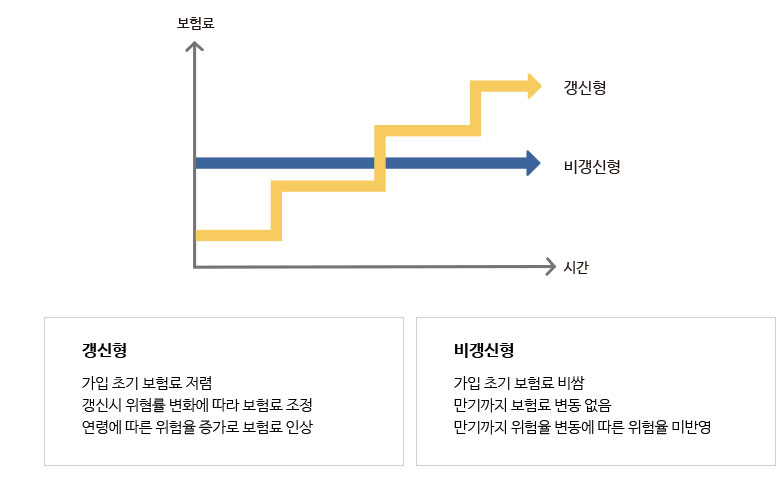 보험료
갱신형
비갱신형
시간
갱신형
가입 초기 보험료 저렴
갱신시 위험률 변화에 따라 보험료 조정
연령에 따른 위험율 증가로 보험료 인상
비갱신형
가입 초기 보험료 비쌈
만기까지 보험료 변동 없음
만기까지 위험율 변동에 따른 위험율 미반영